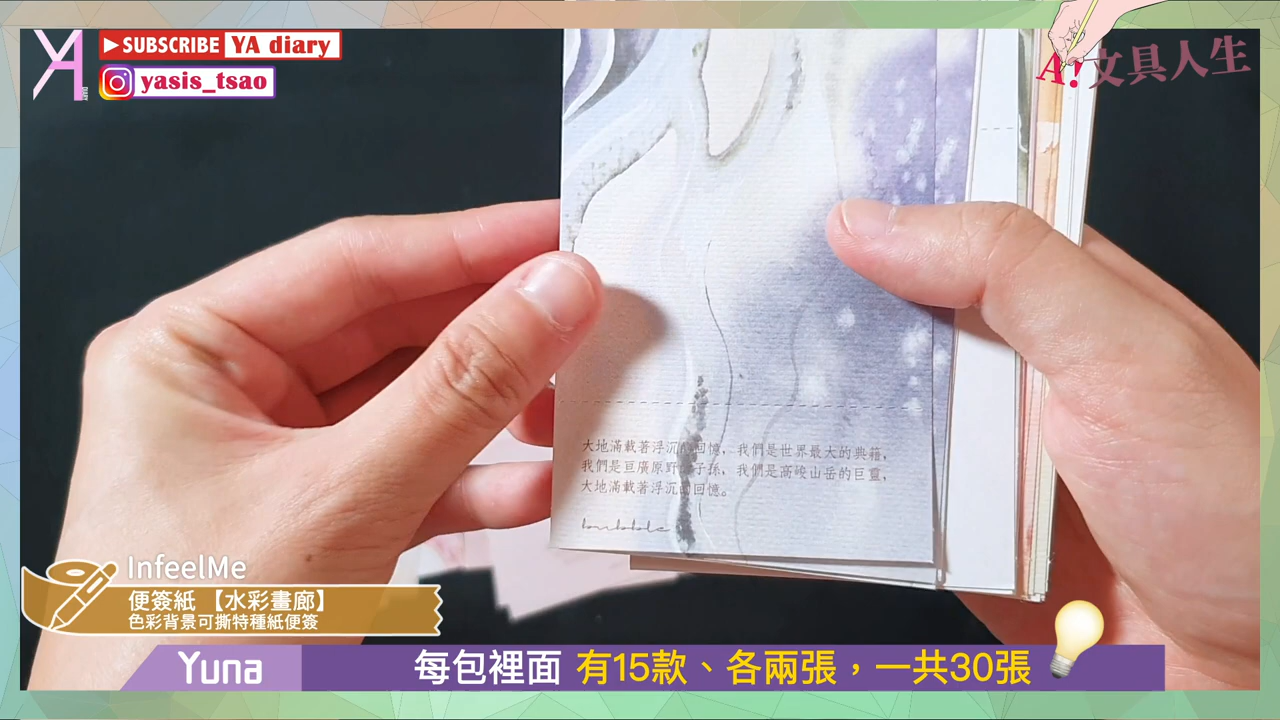 YA
DIARY
SUBSCRIBE YA diary
yasis_tsao
A!文具人生
大地滿載著浮沉的回憶，我們是世界最大的典籍，
我們是亘廣原野的子孫，我們是高峻山岳的巨靈，
大地滿載著浮沉的回憶。
bubble
InfeelMe
便簽紙 【水彩畫廊】
色彩背景可撕特種紙便簽
Yuna
每包裡面 有15款、各兩張，一共30張